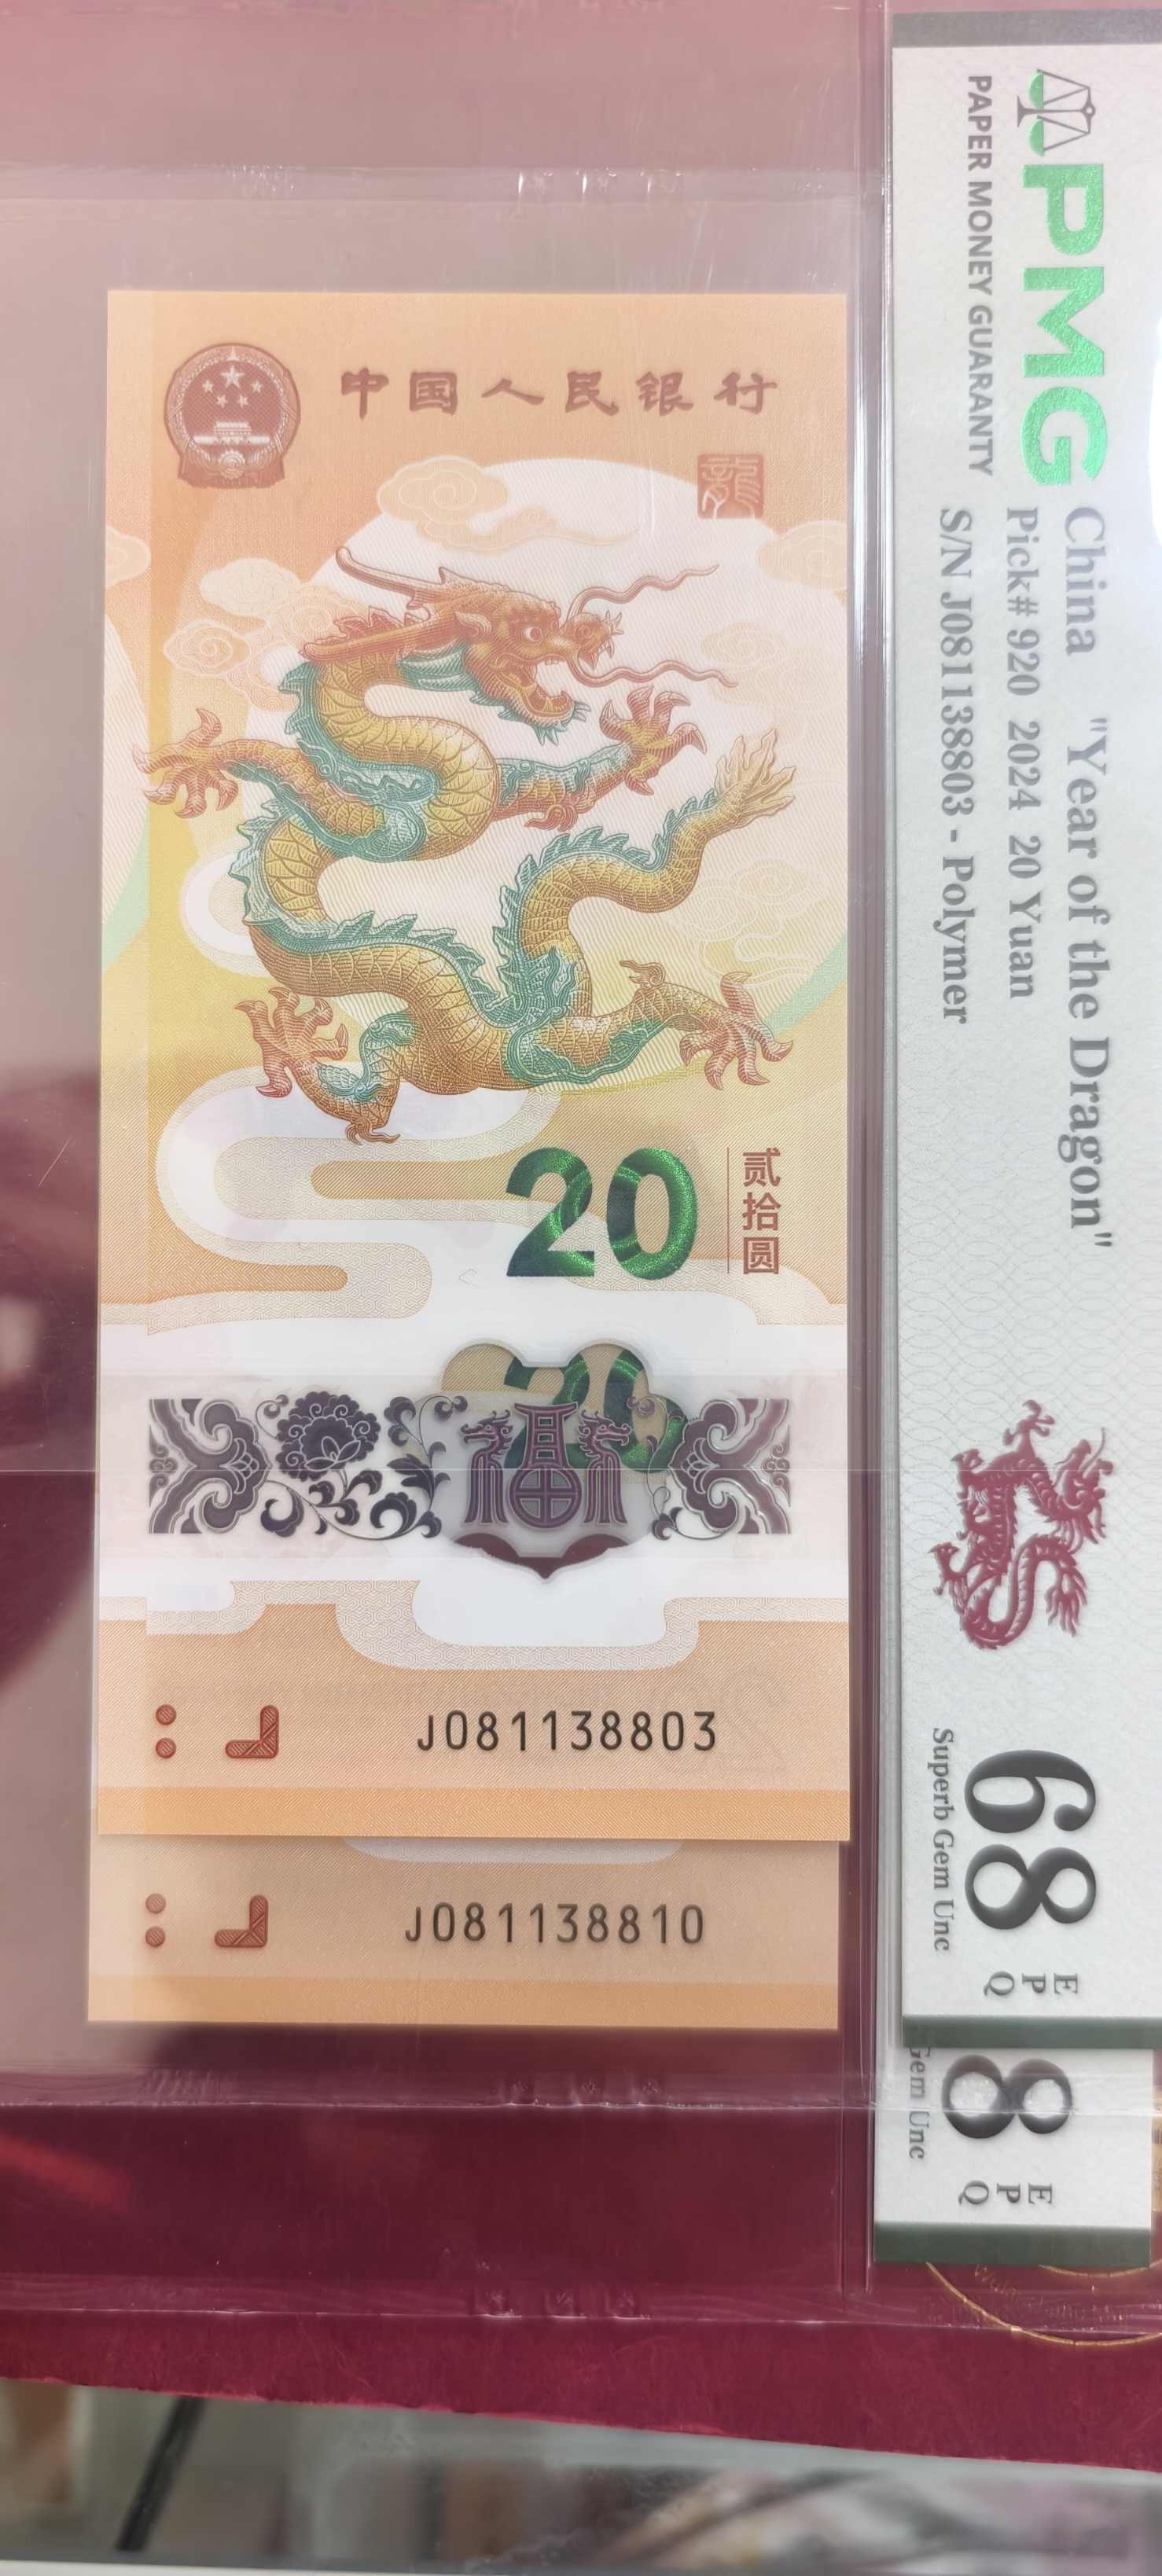 中国人民银行
龍
20
贰拾圆
20
福
J081138803
J081138810
PMG
PAPER MONEY GUARANTY
China "Year of the Dragon"
Pick# 920 2024 20 Yuan
S/N J081138803 - Polymer
68 EPQ
Superb Gem Unc
8 EPQ
Gem Unc